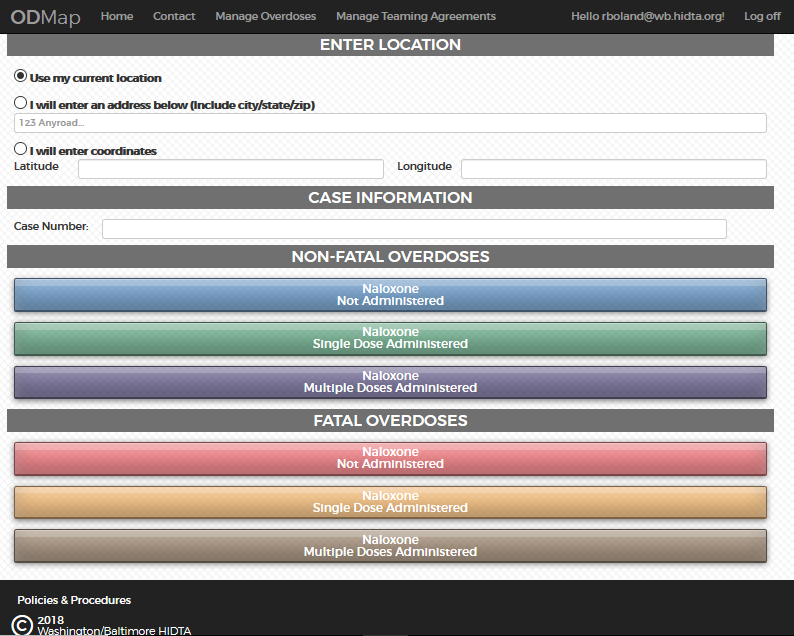 ODMap Home Contact Manage Overdoses Manage Teaming Agreements Hello rboland@wb.hidta.org! Log off
ENTER LOCATION
Use my current location
I will enter an address below (Include city/state/zip)
123 Anyroad...
I will enter coordinates
Latitude Longitude
CASE INFORMATION
Case Number:
NON-FATAL OVERDOSES
Naloxone
Not Administered
Naloxone
Single Dose Administered
Naloxone
Multiple Doses Administered
FATAL OVERDOSES
Naloxone
Not Administered
Naloxone
Single Dose Administered
Naloxone
Multiple Doses Administered
Policies & Procedures
© 2018
Washington/Baltimore HIDTA